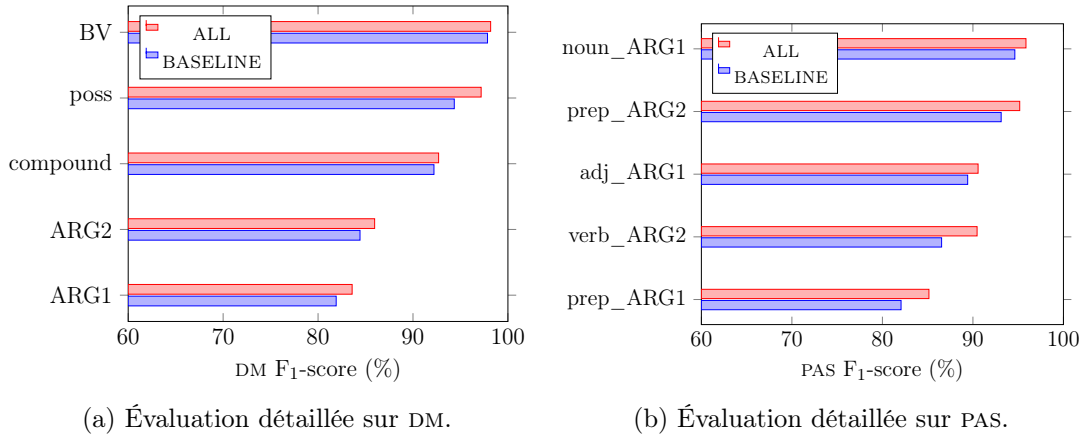 ALL
BASELINE
BV
poss
compound
ARG2
ARG1
60 70 80 90 100
DM F1-score (%)
(a) Évaluation détaillée sur DM.
ALL
BASELINE
noun_ARG1
prep_ARG2
adj_ARG1
verb_ARG2
prep_ARG1
60 70 80 90 100
PAS F1-score (%)
(b) Évaluation détaillée sur PAS.